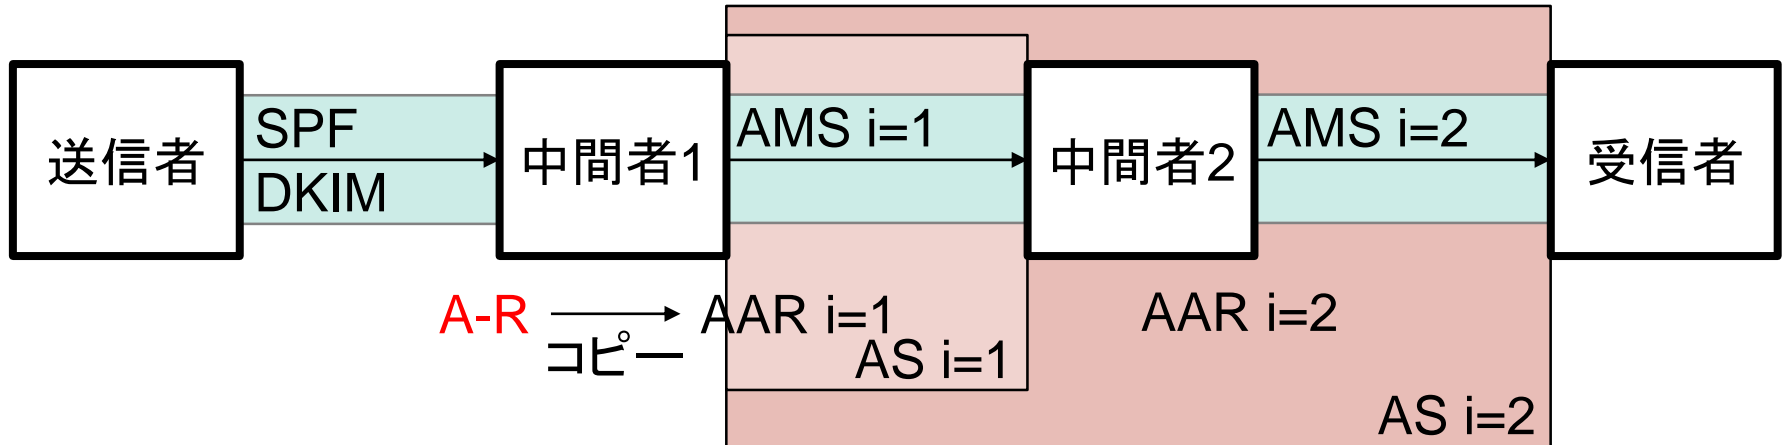 送信者
SPF
DKIM
中間者1
AMS i=1
中間者2
AMS i=2
受信者
A-R
コピー
AAR i=1
AS i=1
AAR i=2
AS i=2